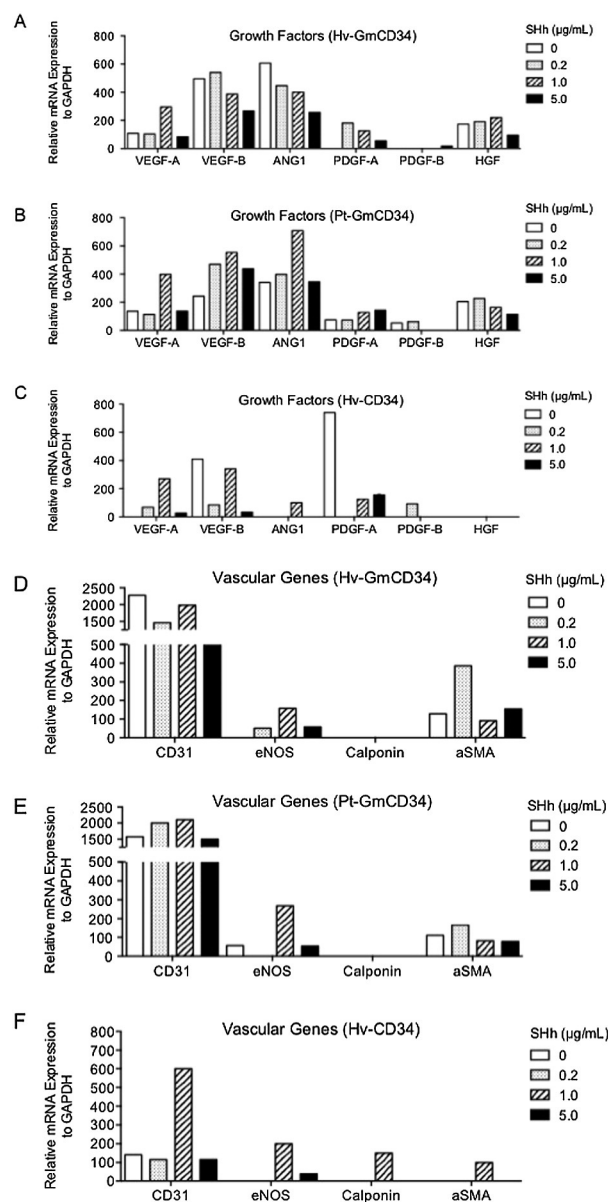 A
Growth Factors (Hv-GmCD34)
Relative mRNA Expression
to GAPDH
800
600
400
200
0
VEGF-A VEGF-B ANG1 PDGF-A PDGF-B HGF
SHh (µg/mL)
0
0.2
1.0
5.0
B
Growth Factors (Pt-GmCD34)
Relative mRNA Expression
to GAPDH
800
600
400
200
0
VEGF-A VEGF-B ANG1 PDGF-A PDGF-B HGF
SHh (µg/mL)
0
0.2
1.0
5.0
C
Growth Factors (Hv-CD34)
Relative mRNA Expression
to GAPDH
800
600
400
200
0
VEGF-A VEGF-B ANG1 PDGF-A PDGF-B HGF
SHh (µg/mL)
0
0.2
1.0
5.0
D
Vascular Genes (Hv-GmCD34)
Relative mRNA Expression
to GAPDH
2500
2000
1500
500
400
300
200
100
0
CD31 eNOS Calponin aSMA
SHh (µg/mL)
0
0.2
1.0
5.0
E
Vascular Genes (Pt-GmCD34)
Relative mRNA Expression
to GAPDH
2500
2000
1500
500
400
300
200
100
0
CD31 eNOS Calponin aSMA
SHh (µg/mL)
0
0.2
1.0
5.0
F
Vascular Genes (Hv-CD34)
Relative mRNA Expression
to GAPDH
800
700
600
500
400
300
200
100
0
CD31 eNOS Calponin aSMA
SHh (µg/mL)
0
0.2
1.0
5.0